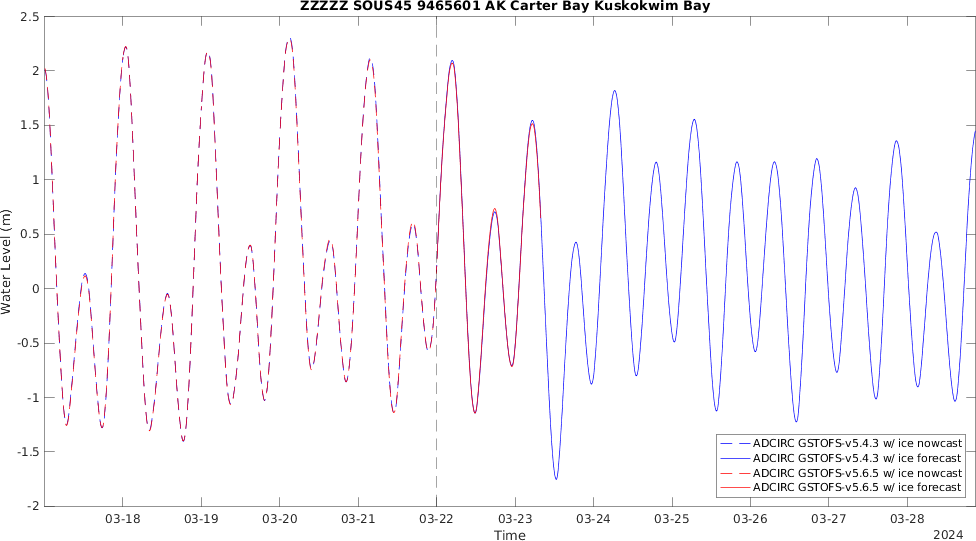 ZZZZZ SOUS45 9465601 AK Carter Bay Kuskokwim Bay
2.5
2
1.5
1
0.5
0
-0.5
-1
-1.5
-2
Water Level (m)
03-18 03-19 03-20 03-21 03-22 03-23 03-24 03-25 03-26 03-27 03-28
Time
2024
ADCIRC GSTOFS-v5.4.3 w/ ice nowcast
ADCIRC GSTOFS-v5.4.3 w/ ice forecast
ADCIRC GSTOFS-v5.6.5 w/ ice nowcast
ADCIRC GSTOFS-v5.6.5 w/ ice forecast